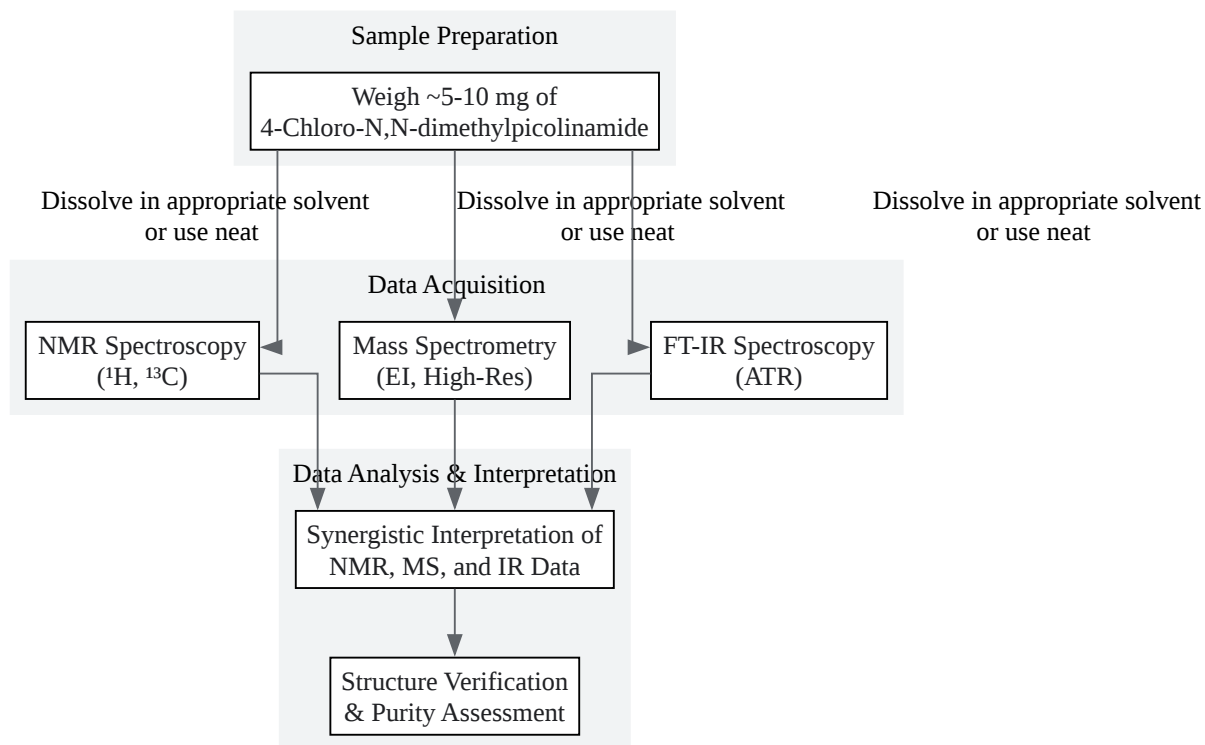 Sample Preparation
Weigh ~5-10 mg of
4-Chloro-N,N-dimethylpicolinamide
Dissolve in appropriate solvent
or use neat
Dissolve in appropriate solvent
or use neat
Dissolve in appropriate solvent
or use neat
Data Acquisition
NMR Spectroscopy
(¹H, ¹³C)
Mass Spectrometry
(EI, High-Res)
FT-IR Spectroscopy
(ATR)
Data Analysis & Interpretation
Synergistic Interpretation of
NMR, MS, and IR Data
Structure Verification
& Purity Assessment